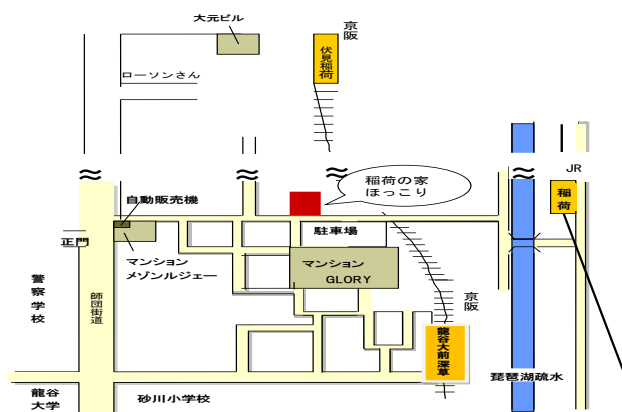 大元ビル
京阪
伏見稲荷
ローソンさん
JR
稲荷
稲荷の家
ほっこり
自動販売機
駐車場
正門
マンション
メゾンルジェー
マンション
GLORY
警察学校
師団街道
京阪
龍谷大前深草
琵琶湖疏水
龍谷
大学
砂川小学校